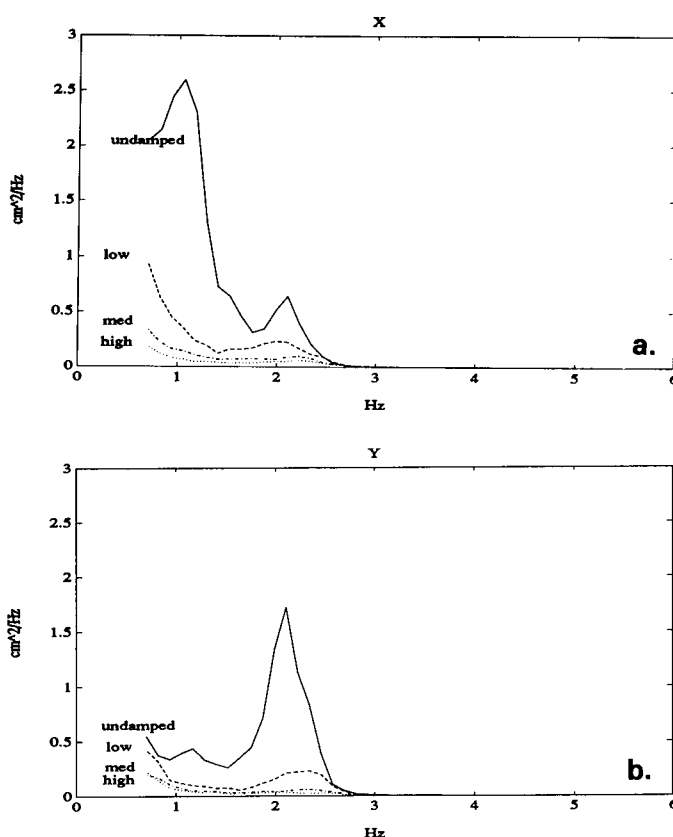 X
3
2.5
2
1.5
1
0.5
0
undamped
low
med
high
cm^2/Hz
a.
0 1 2 3 4 5 6
Hz
Y
3
2.5
2
1.5
1
0.5
0
undamped
low
med
high
cm^2/Hz
b.
0 1 2 3 4 5 6
Hz